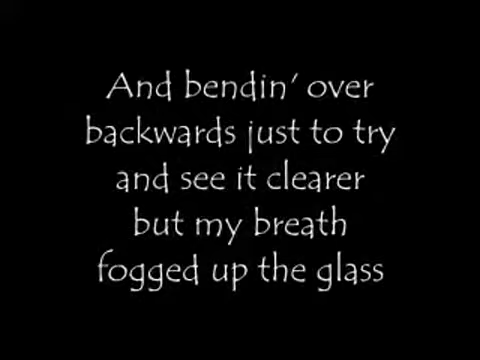 And bendin' over
backwards just to try
and see it clearer
but my breath
fogged up the glass